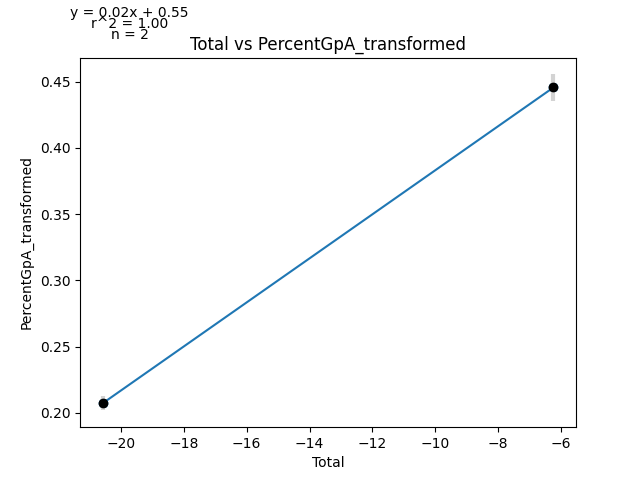 y = 0.02x + 0.55
r^2 = 1.00
n = 2
Total vs PercentGpA_transformed
PercentGpA_transformed
0.45
0.40
0.35
0.30
0.25
0.20
−20
−18
−16
−14
−12
−10
−8
−6
Total